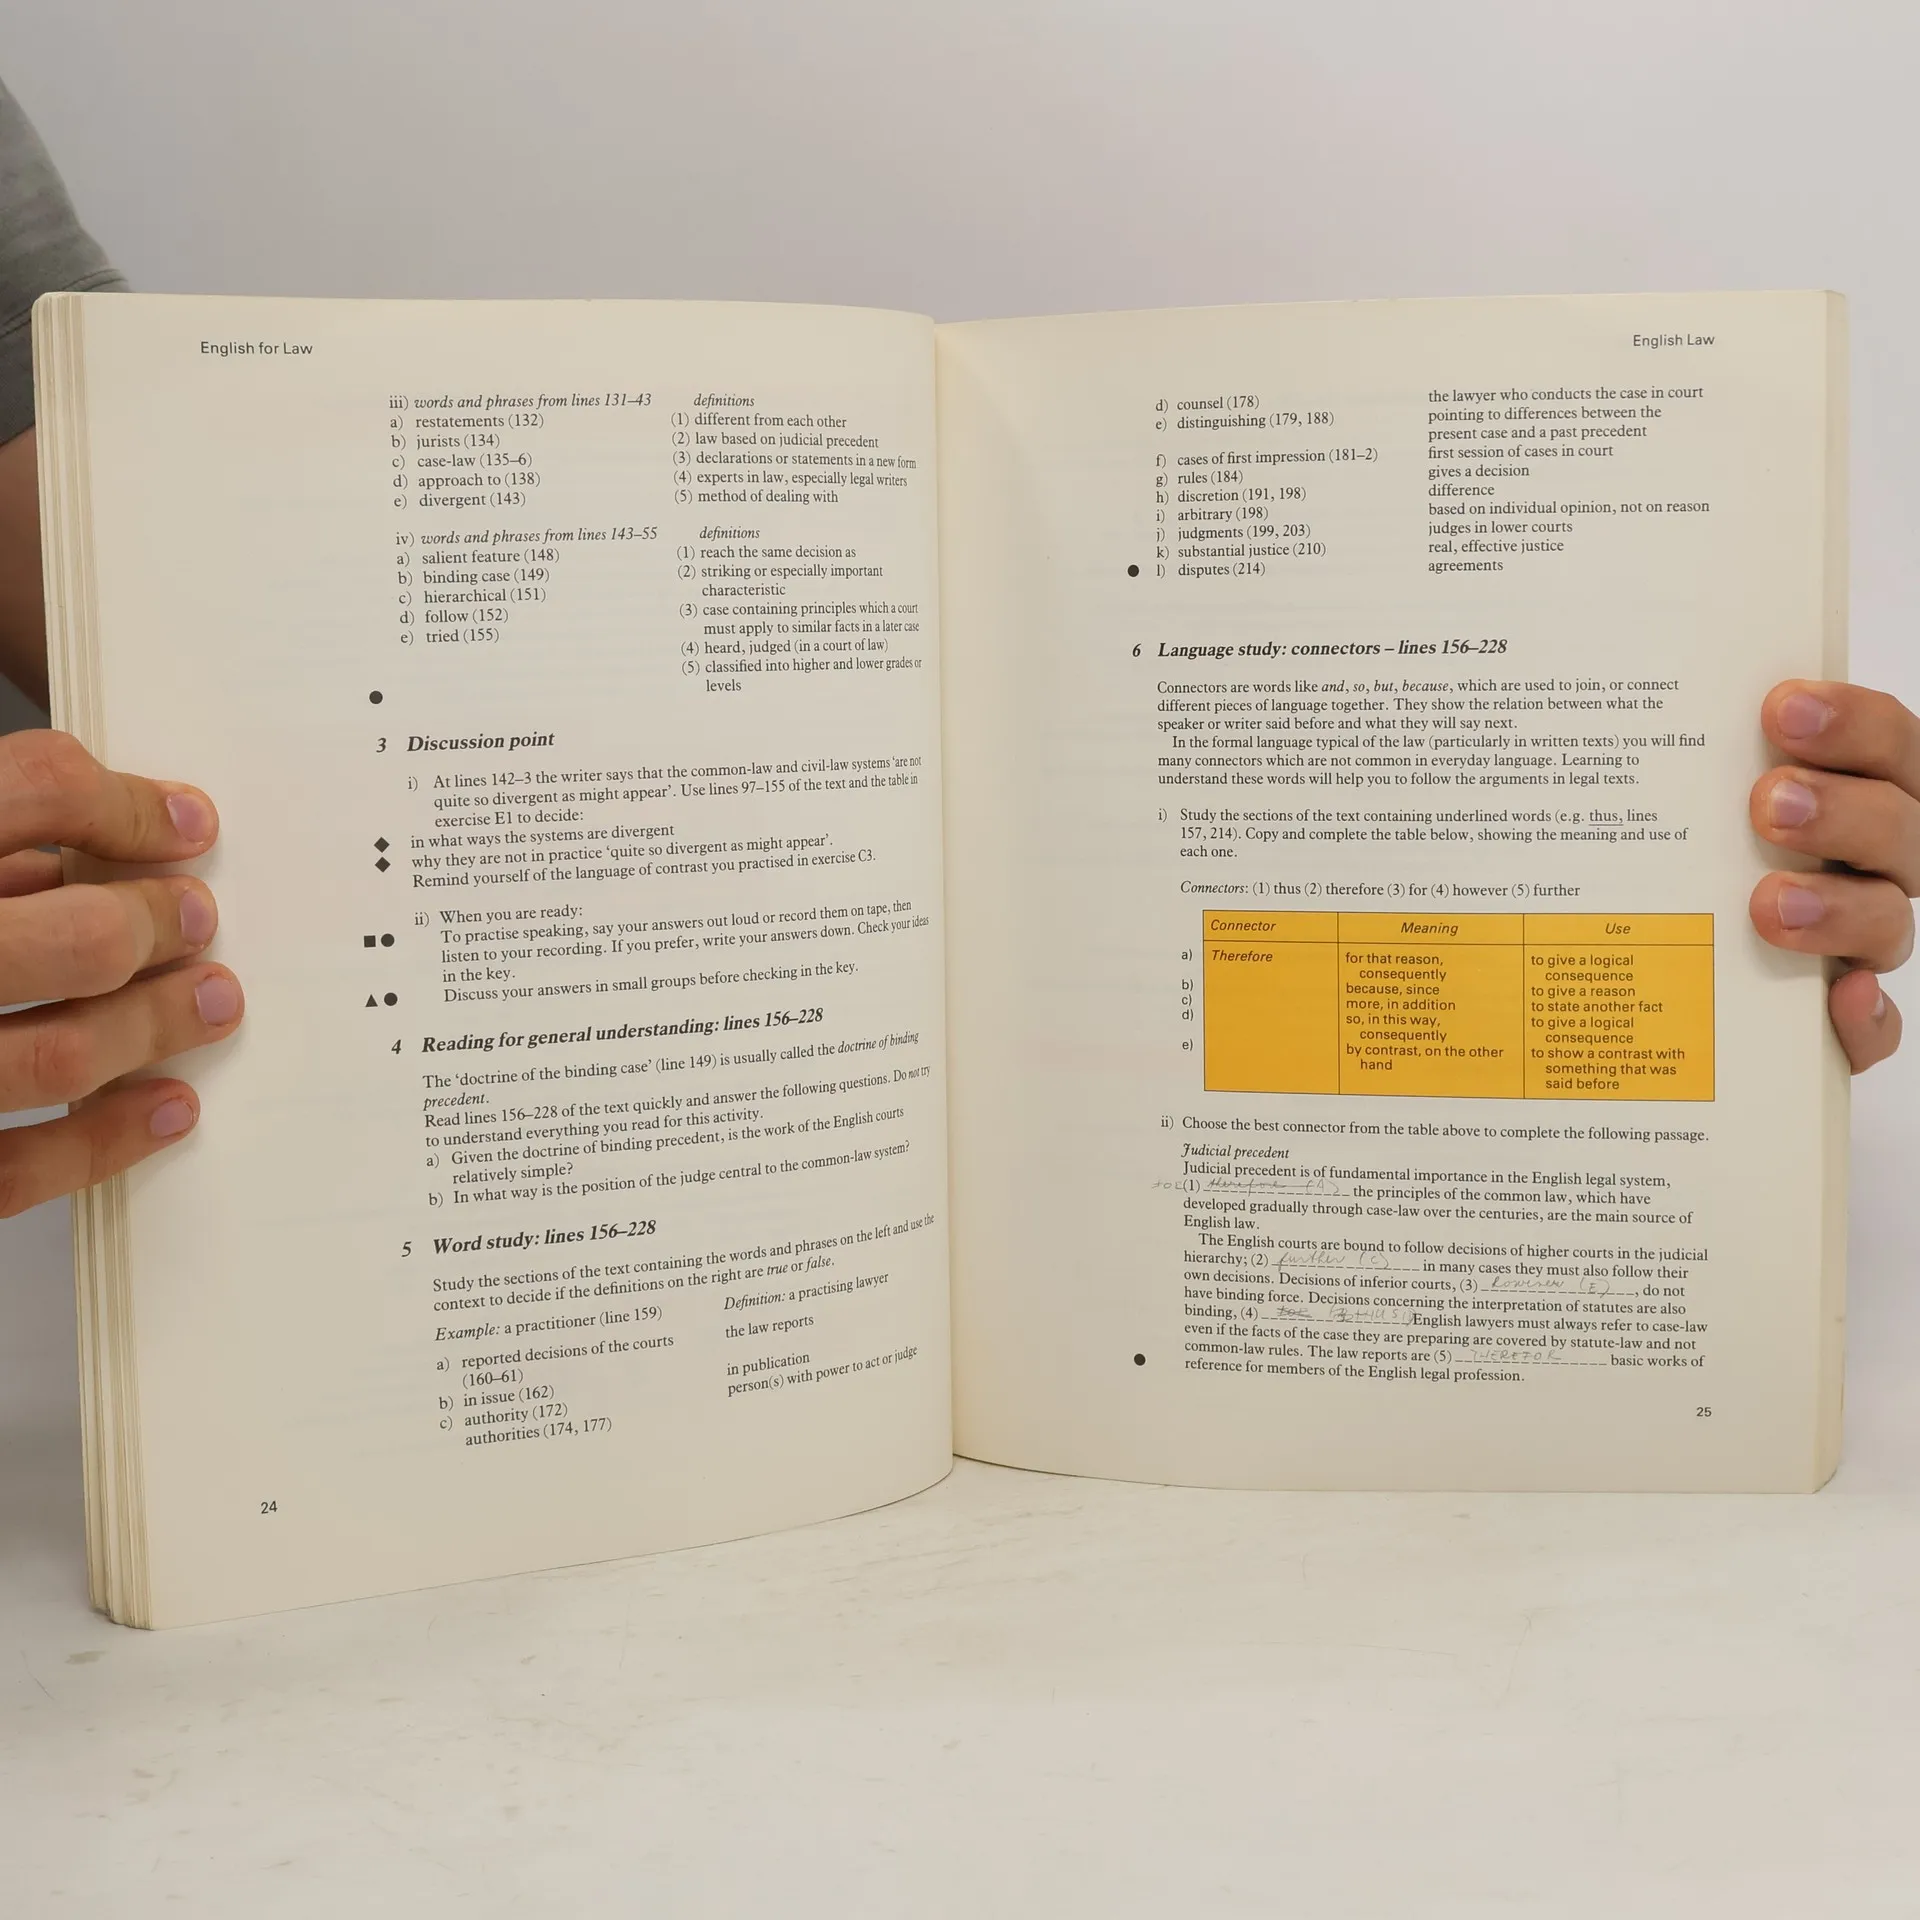 English for Law
iii) words and phrases from lines 131–43 definitions
a) restatements (132) (1) different from each other
b) jurists (134) (2) law based on judicial precedent
c) case-law (135–6) (3) declarations or statements in a new form
d) approach to (138) (4) experts in law, especially legal writers
e) divergent (143) (5) method of dealing with
iv) words and phrases from lines 143–55 definitions
a) salient feature (148) (1) reach the same decision as
b) binding case (149) (2) striking or especially important
characteristic
c) hierarchical (151) (3) case containing principles which a court
d) follow (152) must apply to similar facts in a later case
e) tried (155) (4) heard, judged (in a court of law)
(5) classified into higher and lower grades or
levels
3 Discussion point
i) At lines 142–3 the writer says that the common-law and civil-law systems 'are not
quite so divergent as might appear'. Use lines 97–155 of the text and the table in
exercise E1 to decide:
in what ways the systems are divergent
why they are not in practice 'quite so divergent as might appear'.
Remind yourself of the language of contrast you practised in exercise C3.
ii) When you are ready:
To practise speaking, say your answers out loud or record them on tape, then
listen to your recording. If you prefer, write your answers down. Check your ideas
in the key.
Discuss your answers in small groups before checking in the key.
4 Reading for general understanding: lines 156–228
The 'doctrine of the binding case' (line 149) is usually called the doctrine of binding
precedent.
Read lines 156–228 of the text quickly and answer the following questions. Do not try
to understand everything you read for this activity.
a) Given the doctrine of binding precedent, is the work of the English courts
relatively simple?
b) In what way is the position of the judge central to the common-law system?
5 Word study: lines 156–228
Study the sections of the text containing the words and phrases on the left and use the
context to decide if the definitions on the right are true or false.
Example: a practitioner (line 159) Definition: a practising lawyer
a) reported decisions of the courts the law reports
(160–61)
b) in issue (162) in publication
c) authority (172) person(s) with power to act or judge
authorities (174, 177)
24
English Law
d) counsel (178) the lawyer who conducts the case in court
e) distinguishing (179, 188) pointing to differences between the
present case and a past precedent
f) cases of first impression (181–2) first session of cases in court
g) rules (184) gives a decision
h) discretion (191, 198) difference
i) arbitrary (198) based on individual opinion, not on reason
j) judgments (199, 203) judges in lower courts
k) substantial justice (210) real, effective justice
l) disputes (214) agreements
6 Language study: connectors – lines 156–228
Connectors are words like and, so, but, because, which are used to join, or connect
different pieces of language together. They show the relation between what the
speaker or writer said before and what they will say next.
In the formal language typical of the law (particularly in written texts) you will find
many connectors which are not common in everyday language. Learning to
understand these words will help you to follow the arguments in legal texts.
i) Study the sections of the text containing underlined words (e.g. thus, lines
157, 214). Copy and complete the table below, showing the meaning and use of
each one.
Connectors: (1) thus (2) therefore (3) for (4) however (5) further
Connector Meaning Use
a) Therefore for that reason, to give a logical
consequently consequence
b) because, since to give a reason
c) more, in addition to state another fact
d) so, in this way, to give a logical
consequently consequence
e) by contrast, on the other to show a contrast with
hand something that was
said before
ii) Choose the best connector from the table above to complete the following passage.
Judicial precedent
Judicial precedent is of fundamental importance in the English legal system,
(1) therefore (A) the principles of the common law, which have
developed gradually through case-law over the centuries, are the main source of
English law.
The English courts are bound to follow decisions of higher courts in the judicial
hierarchy; (2) further (C) in many cases they must also follow their
own decisions. Decisions of inferior courts, (3) however (E), do not
have binding force. Decisions concerning the interpretation of statutes are also
binding, (4) English lawyers must always refer to case-law
even if the facts of the case they are preparing are covered by statute-law and not
common-law rules. The law reports are (5) THEREFOR basic works of
reference for members of the English legal profession.
25